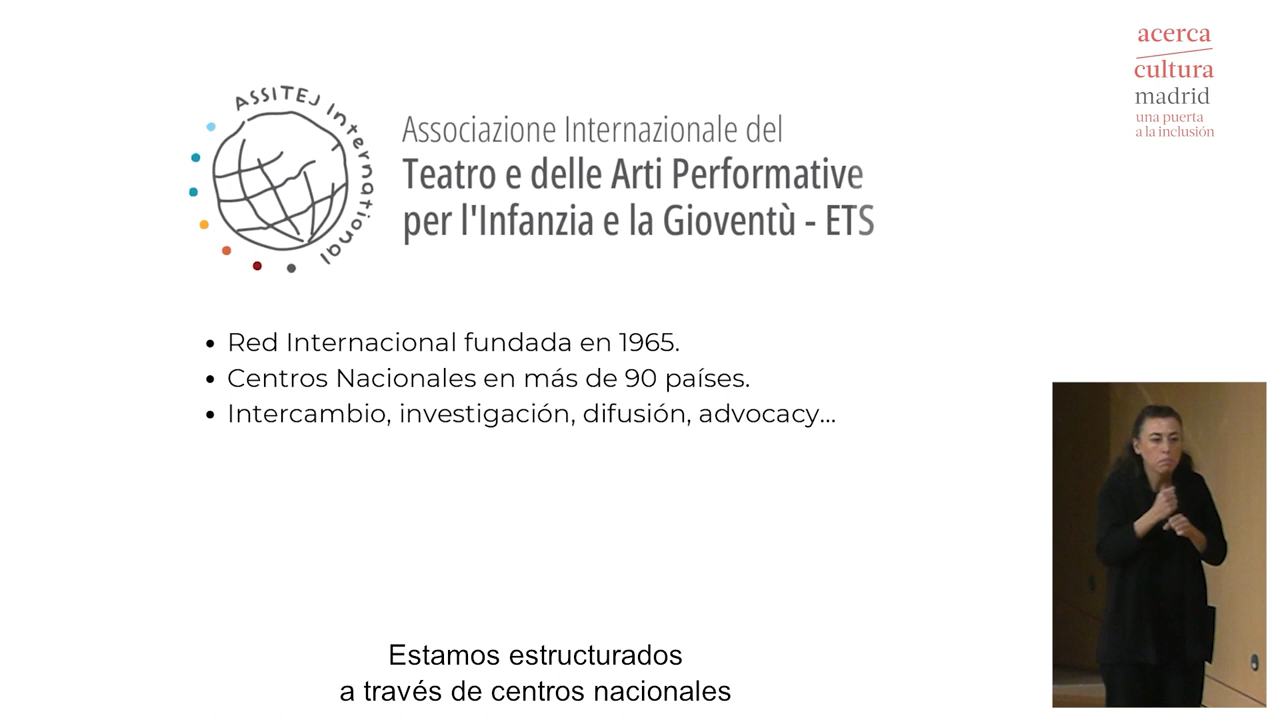 acerca
cultura
madrid
una puerta
a la inclusión
ASSITEJ International
Associazione Internazionale del
Teatro e delle Arti Performative
per l'Infanzia e la Gioventù - ETS
• Red Internacional fundada en 1965.
• Centros Nacionales en más de 90 países.
• Intercambio, investigación, difusión, advocacy...
Estamos estructurados
a través de centros nacionales